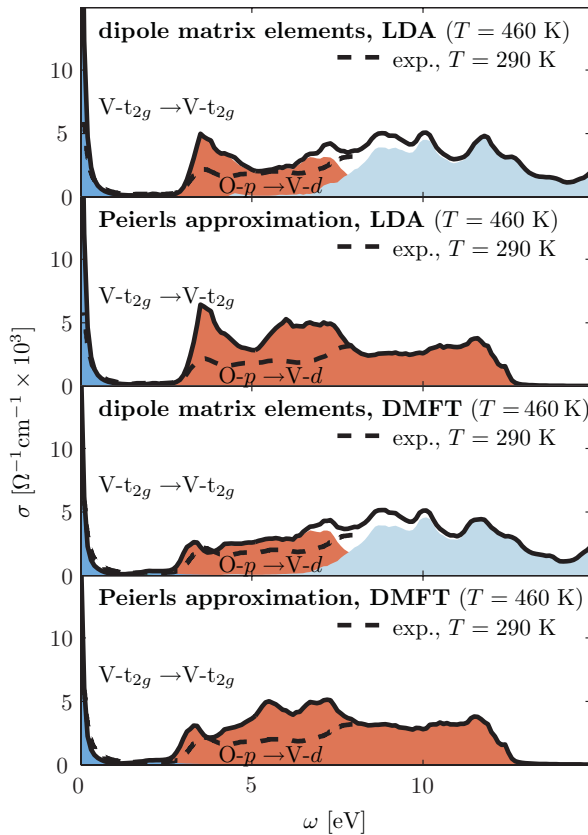 dipole matrix elements, LDA (T = 460 K)
exp., T = 290 K
V-t2g →V-t2g
O-p →V-d
10
5
0
Peierls approximation, LDA (T = 460 K)
exp., T = 290 K
V-t2g →V-t2g
O-p →V-d
10
5
0
dipole matrix elements, DMFT (T = 460 K)
exp., T = 290 K
V-t2g →V-t2g
O-p →V-d
10
5
0
Peierls approximation, DMFT (T = 460 K)
exp., T = 290 K
V-t2g →V-t2g
O-p →V-d
10
5
0
σ [Ω−1cm−1 × 10³]
0 5 10
ω [eV]